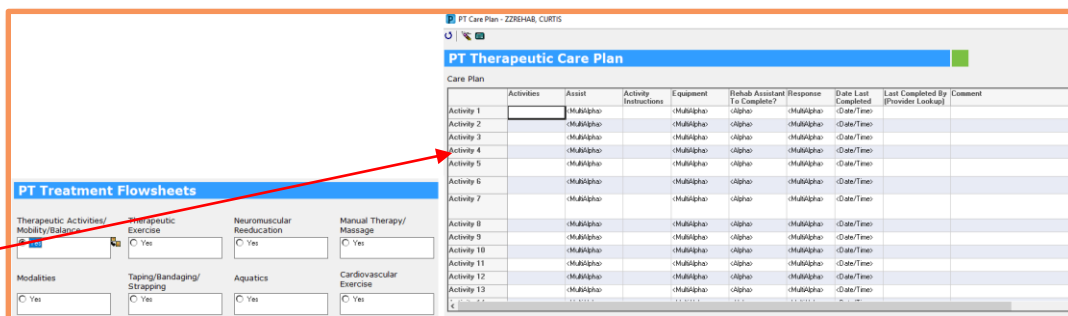 PT Care Plan - ZZREHAB, CURTIS
PT Therapeutic Care Plan
Care Plan
Activities Assist Activity Instructions Equipment Rehab Assistant To Complete? Response Date Last Completed Last Completed By (Provider Lookup) Comment
Activity 1 <MultiAlpha> <MultiAlpha> <Alpha> <MultiAlpha> <Date/Time>
Activity 2 <MultiAlpha> <MultiAlpha> <Alpha> <MultiAlpha> <Date/Time>
Activity 3 <MultiAlpha> <MultiAlpha> <Alpha> <MultiAlpha> <Date/Time>
Activity 4 <MultiAlpha> <MultiAlpha> <Alpha> <MultiAlpha> <Date/Time>
Activity 5 <MultiAlpha> <MultiAlpha> <Alpha> <MultiAlpha> <Date/Time>
Activity 6 <MultiAlpha> <MultiAlpha> <Alpha> <MultiAlpha> <Date/Time>
Activity 7 <MultiAlpha> <MultiAlpha> <Alpha> <MultiAlpha> <Date/Time>
Activity 8 <MultiAlpha> <MultiAlpha> <Alpha> <MultiAlpha> <Date/Time>
Activity 9 <MultiAlpha> <MultiAlpha> <Alpha> <MultiAlpha> <Date/Time>
Activity 10 <MultiAlpha> <MultiAlpha> <Alpha> <MultiAlpha> <Date/Time>
Activity 11 <MultiAlpha> <MultiAlpha> <Alpha> <MultiAlpha> <Date/Time>
Activity 12 <MultiAlpha> <MultiAlpha> <Alpha> <MultiAlpha> <Date/Time>
Activity 13 <MultiAlpha> <MultiAlpha> <Alpha> <MultiAlpha> <Date/Time>
PT Treatment Flowsheets
Therapeutic Activities/ Therapeutic Neuromuscular Manual Therapy/
Mobility/Balance Exercise Reeducation Massage
Yes Yes Yes Yes
Modalities Taping/Bandaging/ Strapping Aquatics Cardiovascular Exercise
Yes Yes Yes Yes